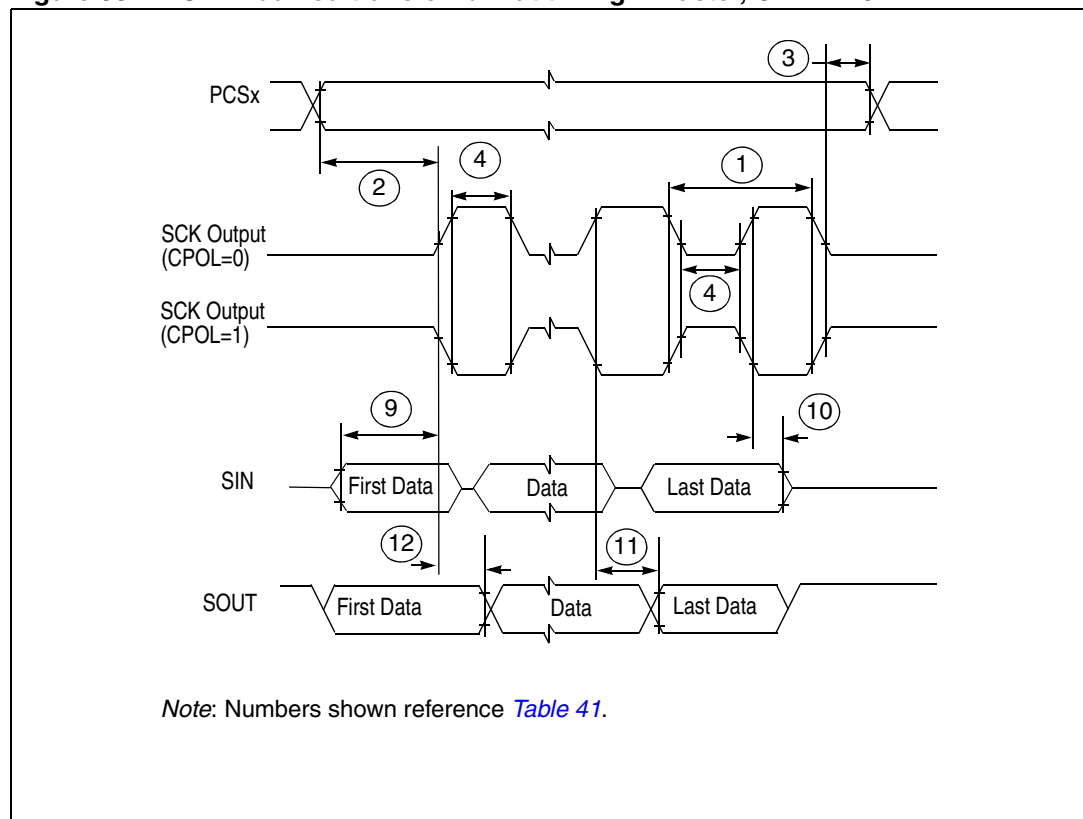 3
PCSx
4
1
2
SCK Output
(CPOL=0)
4
SCK Output
(CPOL=1)
9
10
SIN
First Data
Data
Last Data
12
11
SOUT
First Data
Data
Last Data
Note: Numbers shown reference Table 41.